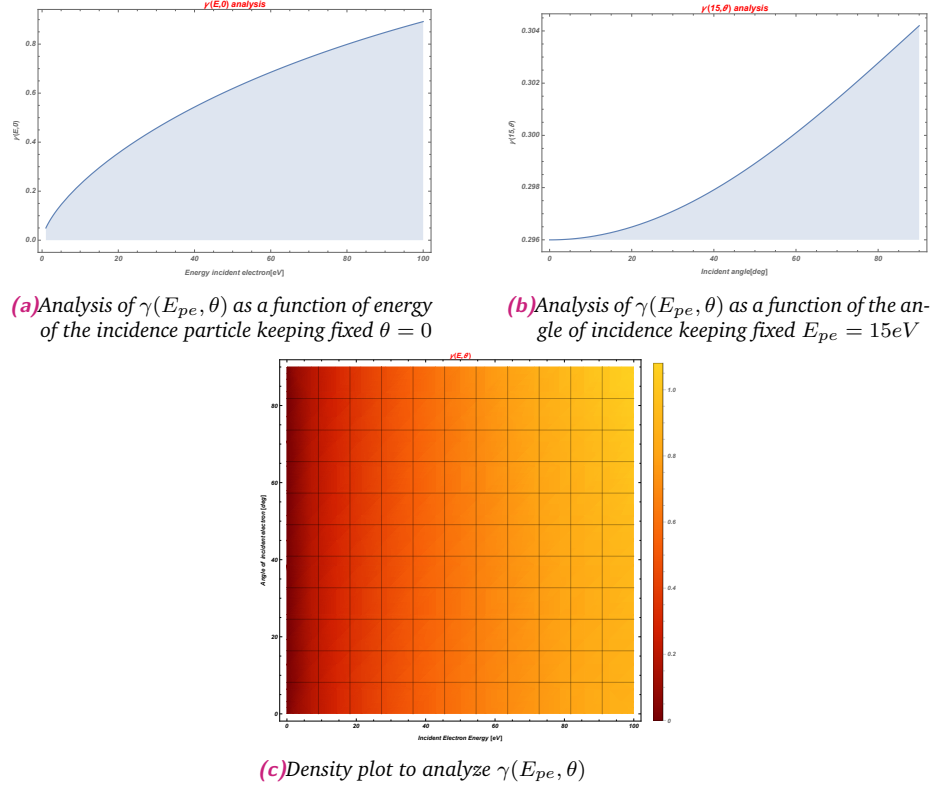 γ(E,0) analysis
γ(E,0)
0.8
0.6
0.4
0.2
0.0
0 20 40 60 80 100
Energy incident electron[eV]
(a)Analysis of γ(E_pe, θ) as a function of energy
of the incidence particle keeping fixed θ = 0
γ(15,θ) analysis
γ(15,θ)
0.304
0.302
0.300
0.298
0.296
0 20 40 60 80
Incident angle[deg]
(b)Analysis of γ(E_pe, θ) as a function of the an-
gle of incidence keeping fixed E_pe = 15eV
γ(E,θ)
Angle of incident electron [deg]
80
60
40
20
0
0 20 40 60 80 100
Incident Electron Energy [eV]
1.0
0.8
0.6
0.4
0.2
0
(c)Density plot to analyze γ(E_pe, θ)